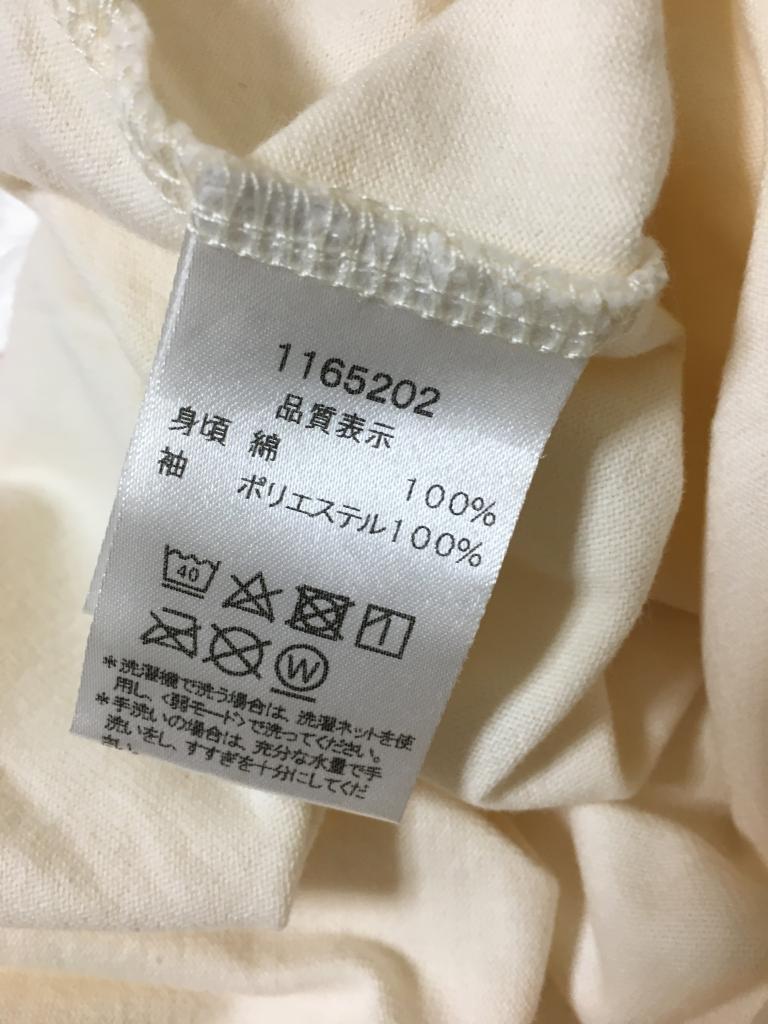 1165202
品質表示
身頃 綿 100%
袖 ポリエステル100%
40
W
*洗濯機で洗う場合は、洗濯ネットを使
用し、〈弱モード〉で洗ってください。
*手洗いの場合は、充分な水量で手
洗いをし、すすぎを十分にしてくだ
さい。